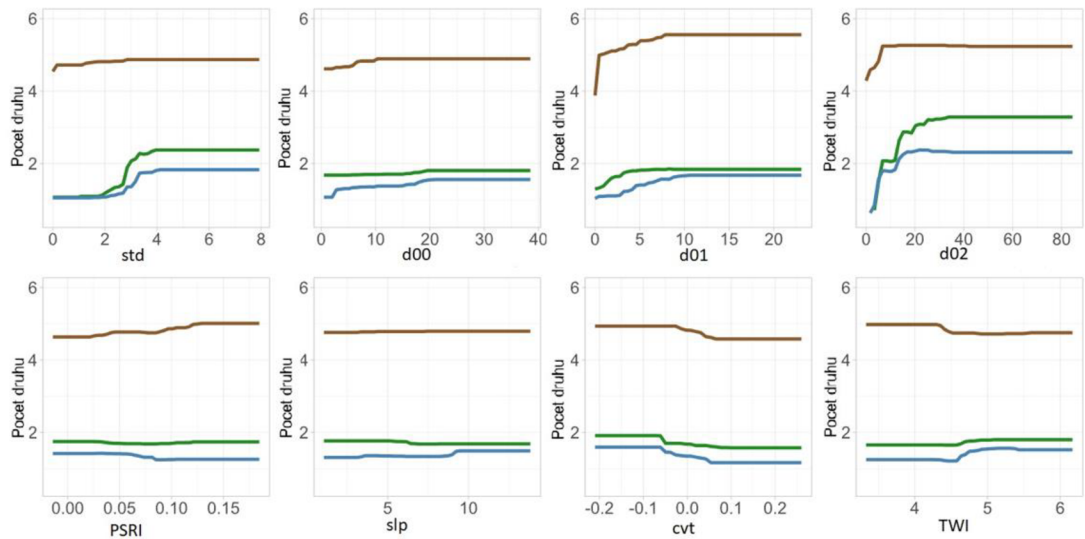 6
4
2
Pocet druhu
0 2 4 6 8
std
6
4
2
Pocet druhu
0 10 20 30 40
d00
6
4
2
Pocet druhu
0 5 10 15 20
d01
6
4
2
Pocet druhu
0 20 40 60 80
d02
6
4
2
Pocet druhu
0.00 0.05 0.10 0.15
PSRI
6
4
2
Pocet druhu
5 10
slp
6
4
2
Pocet druhu
-0.2 -0.1 0.0 0.1 0.2
cvt
6
4
2
Pocet druhu
4 5 6
TWI